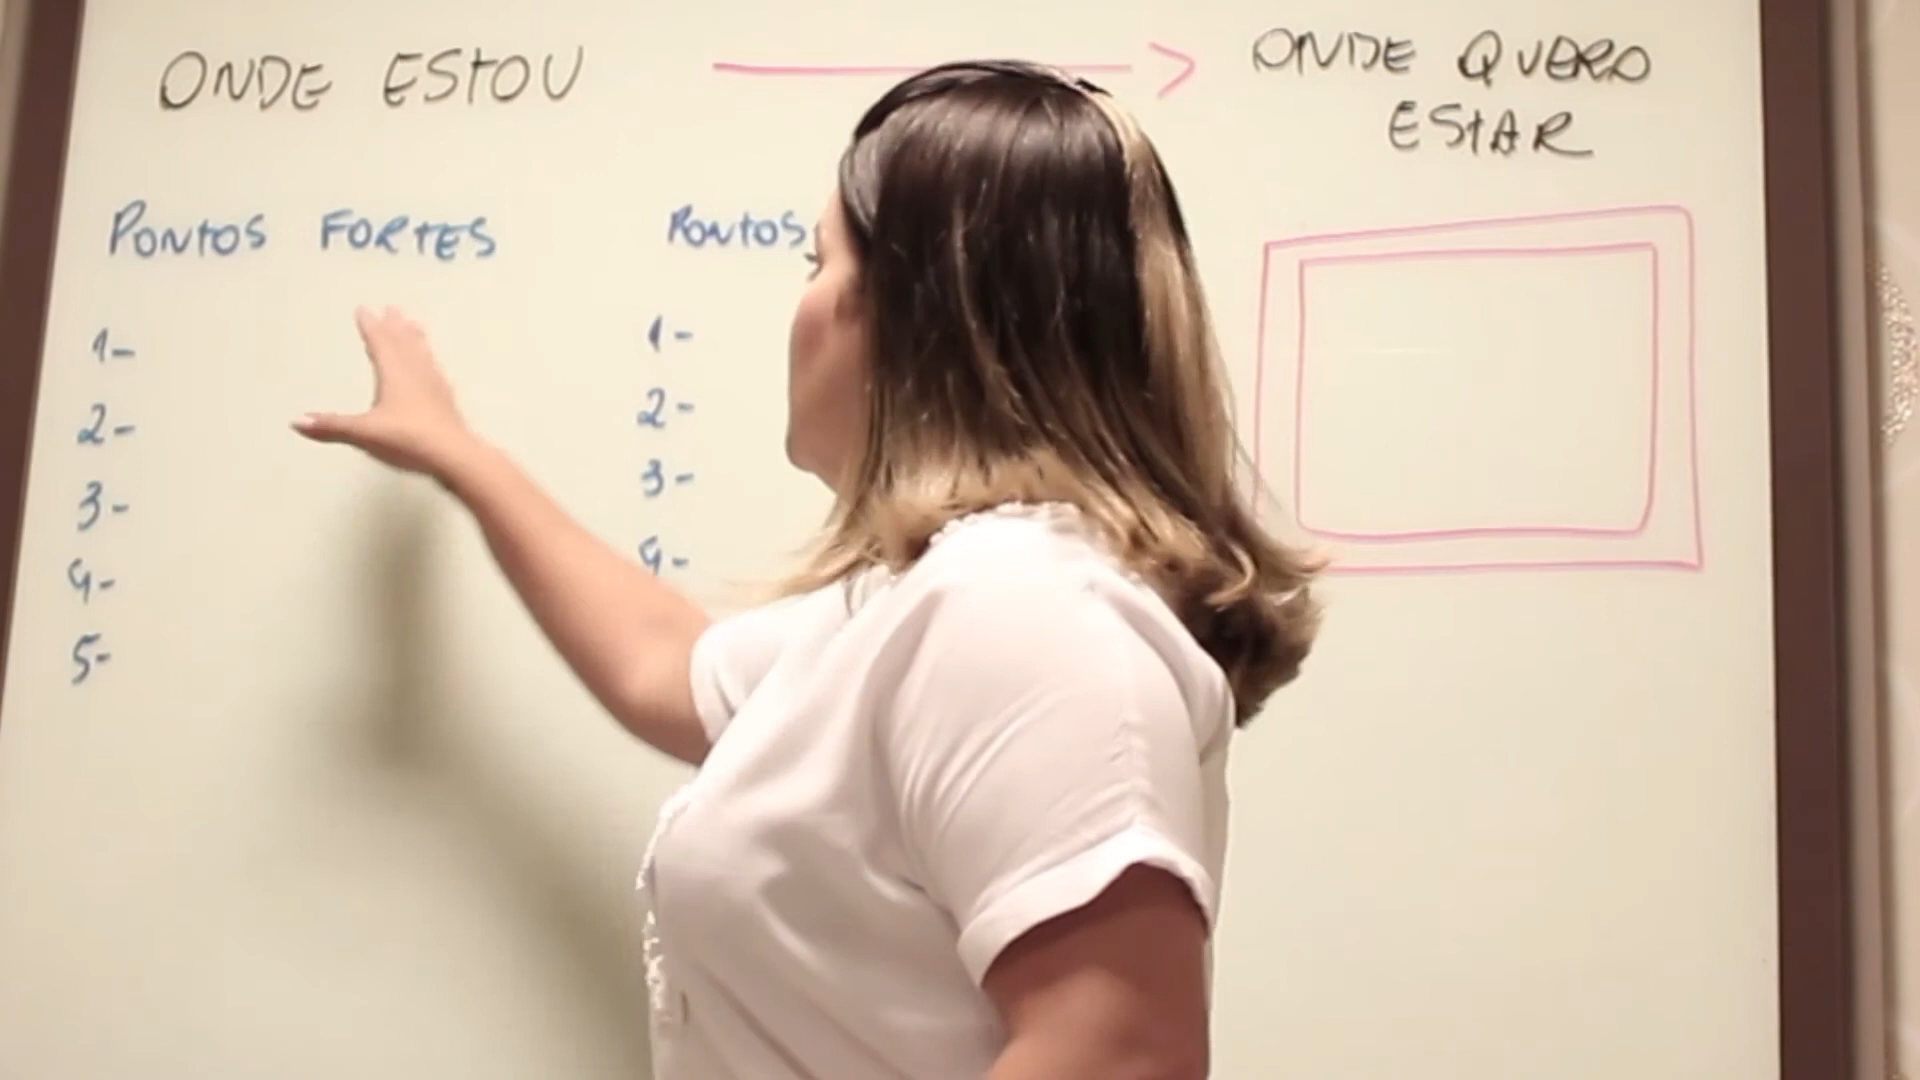 ONDE ESTOU
ONDE QUERO
ESTAR
PONTOS FORTES
1-
2-
3-
4-
5-
PONTOS
1-
2-
3-
4-